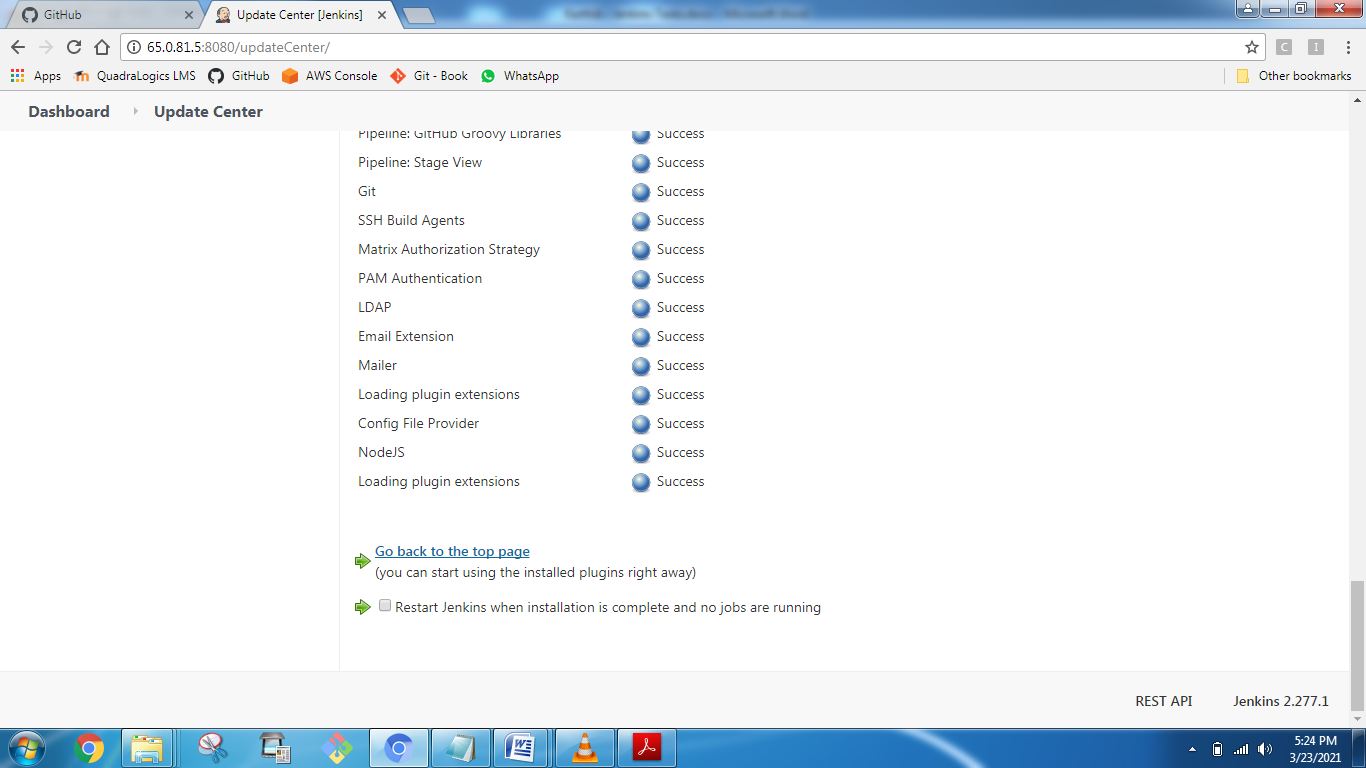 GitHub
Update Center [Jenkins]
65.0.81.5:8080/updateCenter/
C
I
Apps
QuadraLogics LMS
GitHub
AWS Console
Git - Book
WhatsApp
Other bookmarks
Dashboard
Update Center
Pipeline: GitHub Groovy Libraries Success
Pipeline: Stage View Success
Git Success
SSH Build Agents Success
Matrix Authorization Strategy Success
PAM Authentication Success
LDAP Success
Email Extension Success
Mailer Success
Loading plugin extensions Success
Config File Provider Success
NodeJS Success
Loading plugin extensions Success
Go back to the top page
(you can start using the installed plugins right away)
Restart Jenkins when installation is complete and no jobs are running
REST API Jenkins 2.277.1
5:24 PM
3/23/2021